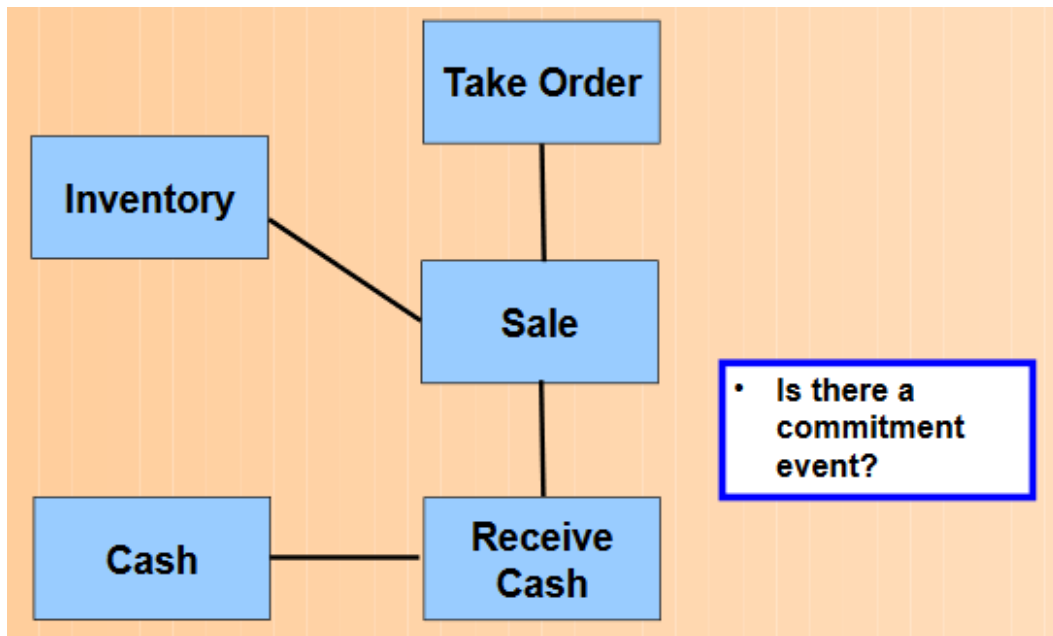 Take Order
Inventory
Sale
• Is there a
commitment
event?
Cash
Receive
Cash